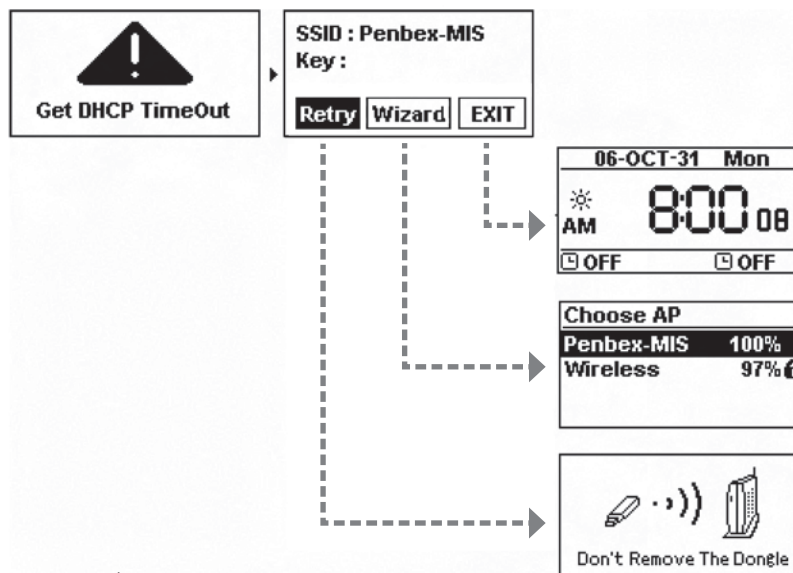 Get DHCP TimeOut
SSID : Penbex-MIS
Key :
Retry Wizard EXIT
06-OCT-31 Mon
AM 8:00 08
OFF OFF
Choose AP
Penbex-MIS 100%
Wireless 97%
Don't Remove The Dongle